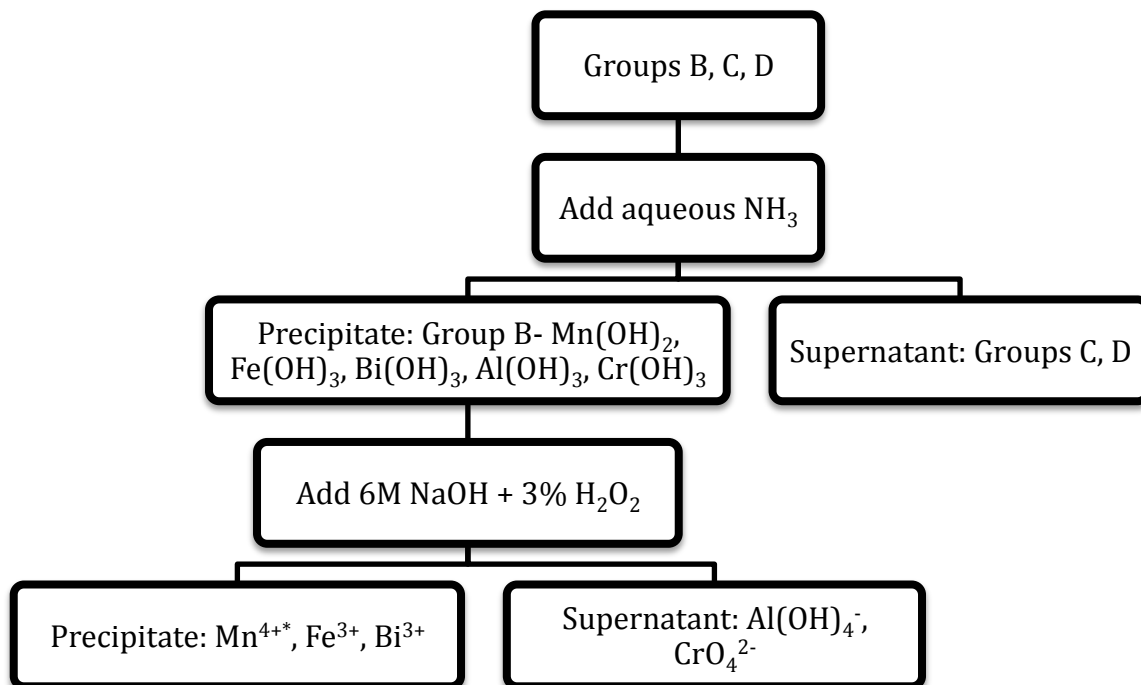 Groups B, C, D
Add aqueous NH₃
Precipitate: Group B- Mn(OH)₂,
Fe(OH)₃, Bi(OH)₃, Al(OH)₃, Cr(OH)₃
Supernatant: Groups C, D
Add 6M NaOH + 3% H₂O₂
Precipitate: Mn⁴⁺*, Fe³⁺, Bi³⁺
Supernatant: Al(OH)₄⁻,
CrO₄²⁻